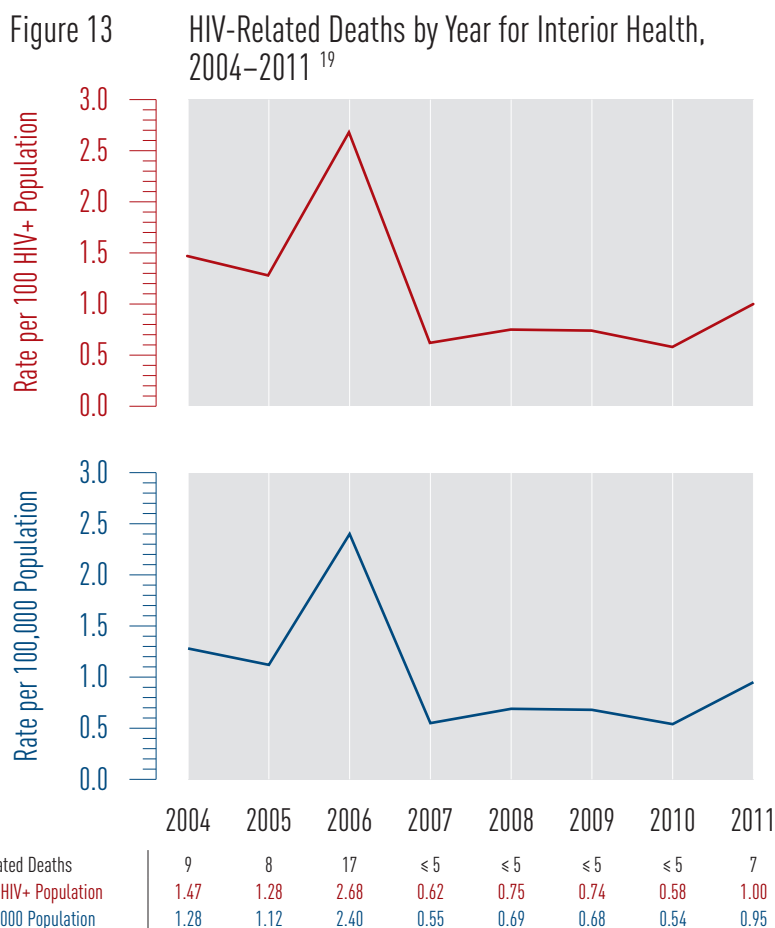 Figure 13
HIV-Related Deaths by Year for Interior Health,
2004–2011 19
Rate per 100 HIV+ Population
3.0
2.5
2.0
1.5
1.0
0.5
0.0
Rate per 100,000 Population
3.0
2.5
2.0
1.5
1.0
0.5
0.0
2004 2005 2006 2007 2008 2009 2010 2011
ated Deaths 9 8 17 ≤ 5 ≤ 5 ≤ 5 ≤ 5 7
HIV+ Population 1.47 1.28 2.68 0.62 0.75 0.74 0.58 1.00
000 Population 1.28 1.12 2.40 0.55 0.69 0.68 0.54 0.95